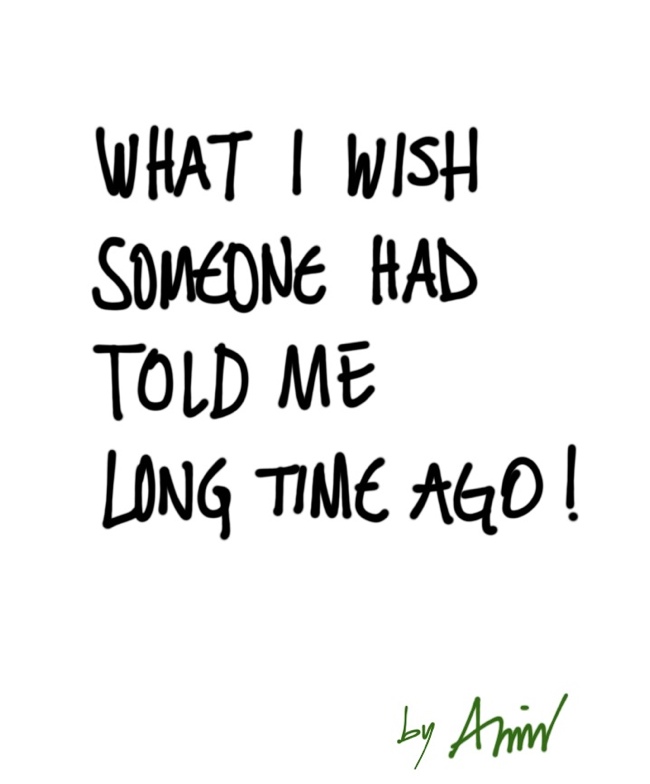 WHAT I WISH
SOMEONE HAD
TOLD ME
LONG TIME AGO!
by Amin